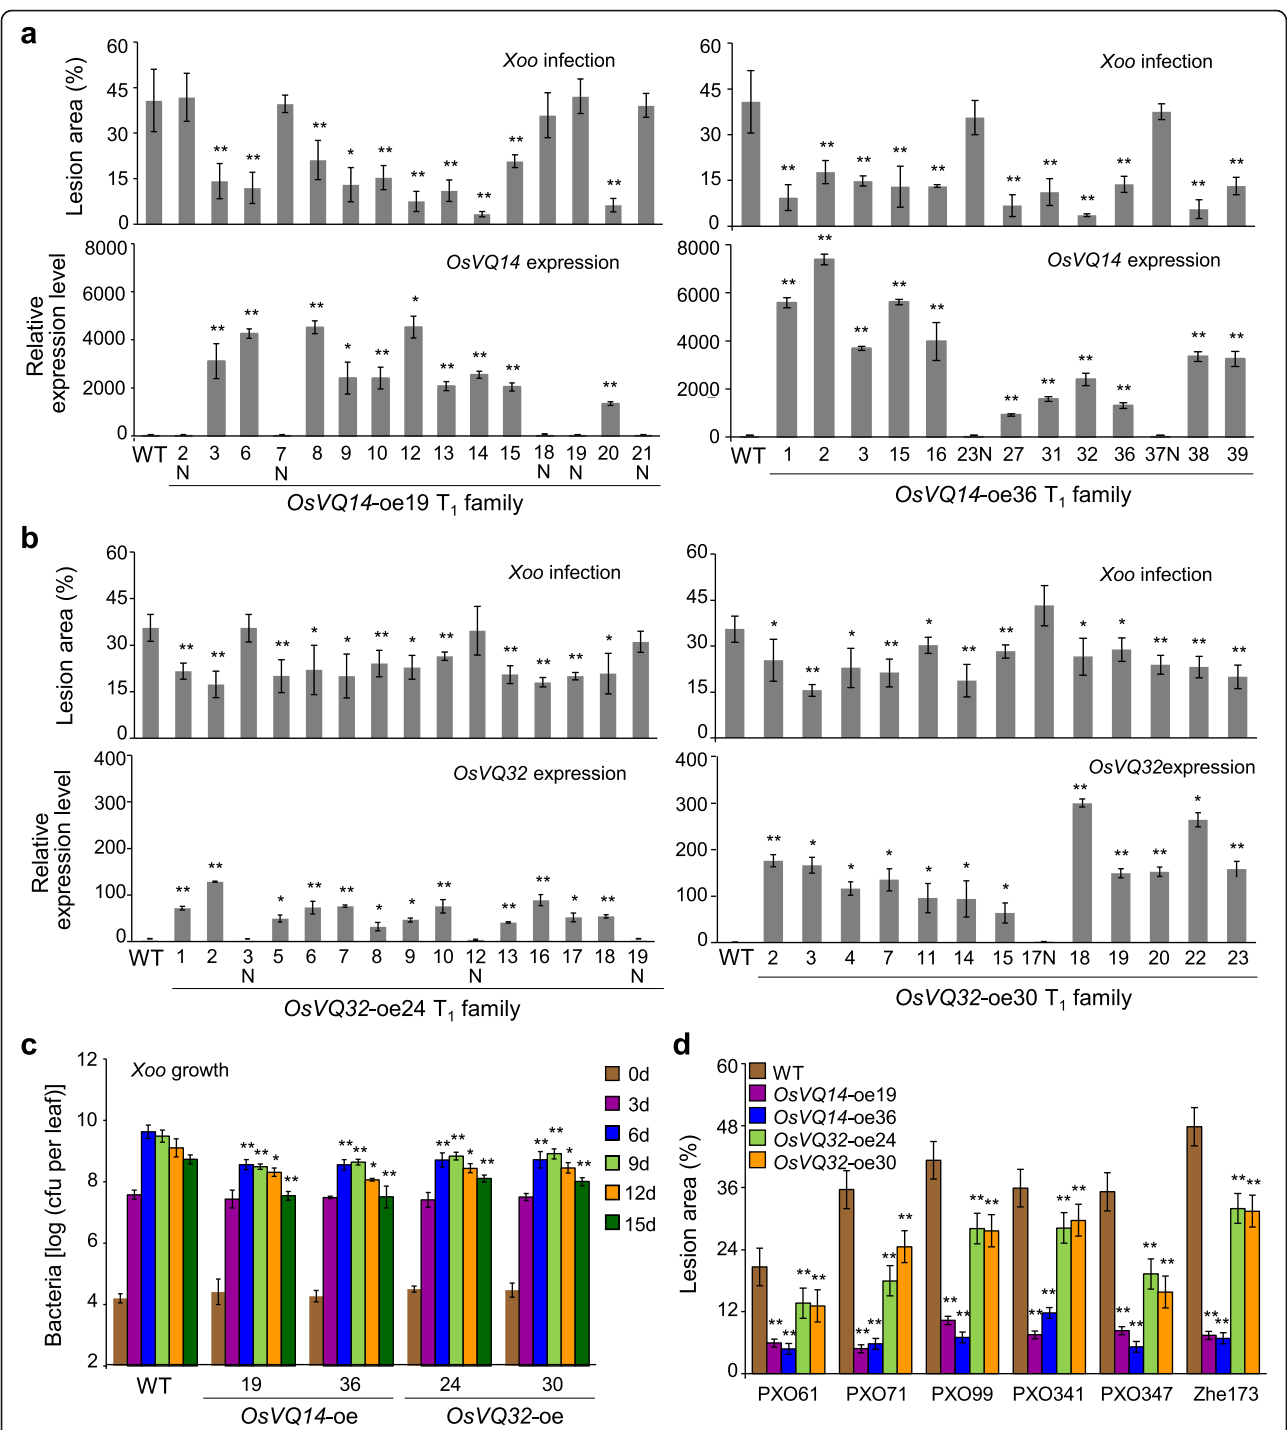 a
60
45
30
15
0
Lesion area (%)
Xoo infection
** ** ** * ** ** ** ** ** **
8000
6000
4000
2000
0
Relative
expression level
OsVQ14 expression
** ** ** * ** * ** ** ** **
WT 2 3 6 7 8 9 10 12 13 14 15 18 19 20 21
N N N N N
OsVQ14-oe19 T1 family
60
45
30
15
0
Xoo infection
** ** ** ** ** ** ** ** ** ** **
8000
6000
4000
2000
0
OsVQ14 expression
** ** ** ** ** ** ** ** ** ** **
WT 1 2 3 15 16 23N 27 31 32 36 37N 38 39
OsVQ14-oe36 T1 family
b
60
45
30
15
0
Lesion area (%)
Xoo infection
** ** ** * * ** * ** ** ** ** *
400
300
200
100
0
Relative
expression level
OsVQ32 expression
** ** * ** ** * * ** ** ** * **
WT 1 2 3 5 6 7 8 9 10 12 13 16 17 18 19
N N N
OsVQ32-oe24 T1 family
60
45
30
15
0
Xoo infection
* ** * ** * ** ** * * ** ** **
400
300
200
100
0
OsVQ32expression
** * * * * * * ** ** ** * **
WT 2 3 4 7 11 14 15 17N 18 19 20 22 23
OsVQ32-oe30 T1 family
c
12
10
8
6
4
2
Bacteria [log (cfu per leaf)]
Xoo growth
** ** * **
** ** * **
** ** * **
** ** * **
0d
3d
6d
9d
12d
15d
WT 19 36 24 30
OsVQ14-oe OsVQ32-oe
d
60
48
36
24
12
0
Lesion area (%)
WT
OsVQ14-oe19
OsVQ14-oe36
OsVQ32-oe24
OsVQ32-oe30
** ** ** **
** ** ** **
** ** ** **
** ** ** **
** ** ** **
** ** ** **
PXO61 PXO71 PXO99 PXO341 PXO347 Zhe173